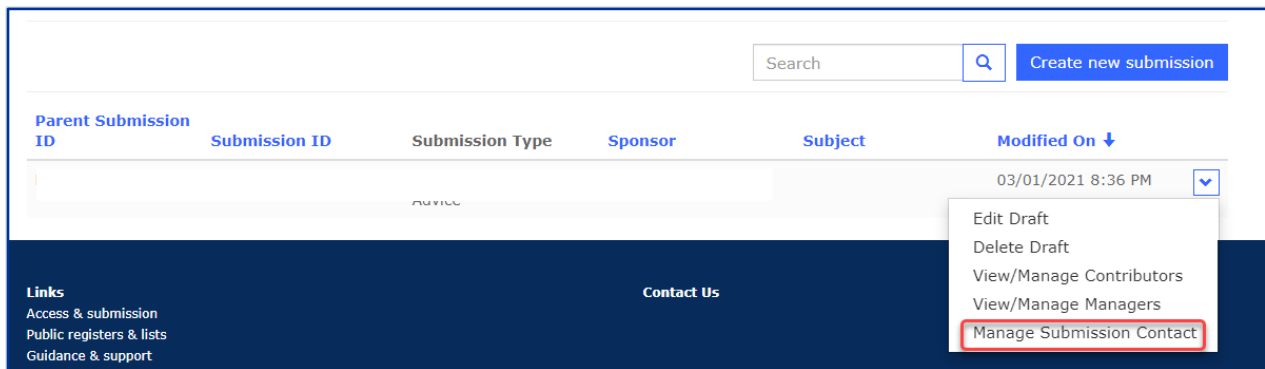 Search
Create new submission
Parent Submission
ID
Submission ID
Submission Type
Sponsor
Subject
Modified On
03/01/2021 8:36 PM
Edit Draft
Delete Draft
View/Manage Contributors
View/Manage Managers
Manage Submission Contact
Links
Access & submission
Public registers & lists
Guidance & support
Contact Us